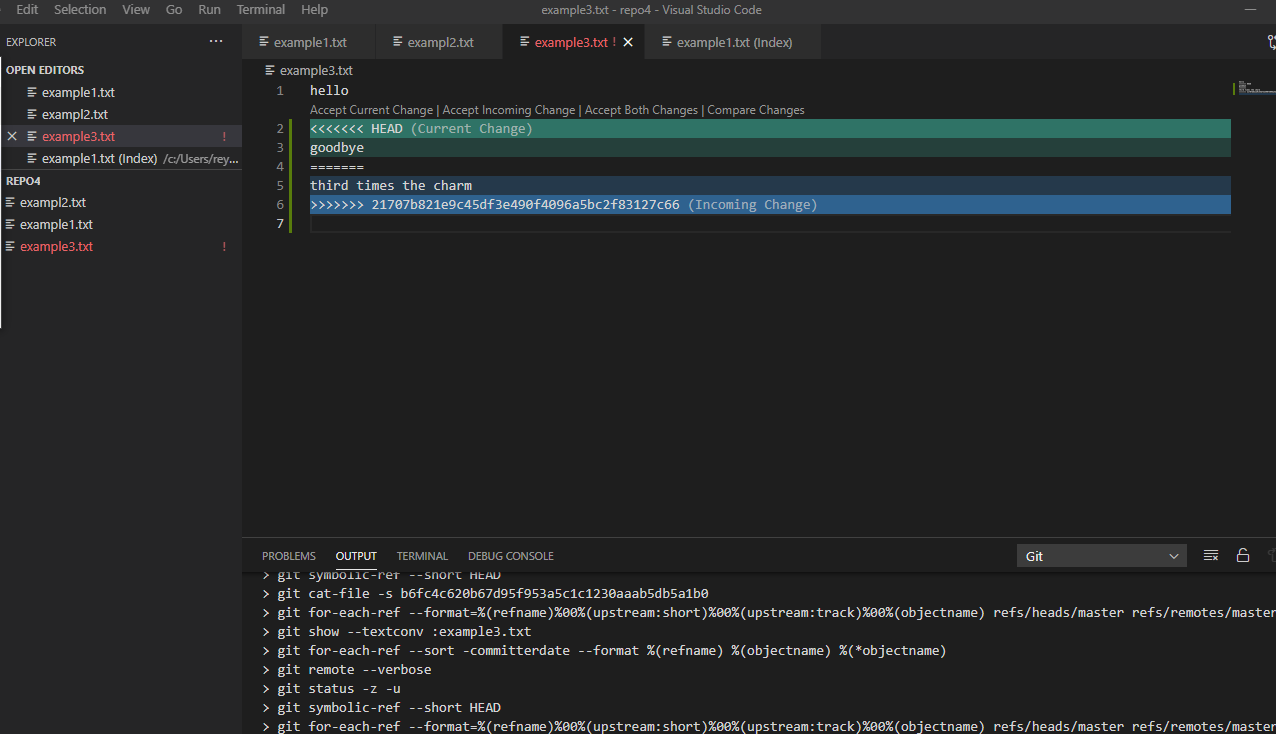 Edit Selection View Go Run Terminal Help example3.txt - repo4 - Visual Studio Code
EXPLORER
OPEN EDITORS
example1.txt
exampl2.txt
example3.txt !
example1.txt (Index) /c:/Users/rey...
REPO4
exampl2.txt
example1.txt
example3.txt !
example1.txt exampl2.txt example3.txt ! example1.txt (Index)
example3.txt
1 hello
Accept Current Change | Accept Incoming Change | Accept Both Changes | Compare Changes
2 <<<<<<< HEAD (Current Change)
3 goodbye
4 =======
5 third times the charm
6 >>>>>>> 21707b821e9c45df3e490f4096a5bc2f83127c66 (Incoming Change)
7
PROBLEMS OUTPUT TERMINAL DEBUG CONSOLE Git
> git symbolic-ref --short HEAD
> git cat-file -s b6fc4c620b67d95f953a5c1c1230aaab5db5a1b0
> git for-each-ref --format=%(refname)%00%(upstream:short)%00%(upstream:track)%00%(objectname) refs/heads/master refs/remotes/master
> git show --textconv :example3.txt
> git for-each-ref --sort -committerdate --format %(refname) %(objectname) %(*objectname)
> git remote --verbose
> git status -z -u
> git symbolic-ref --short HEAD
> git for-each-ref --format=%(refname)%00%(upstream:short)%00%(upstream:track)%00%(objectname) refs/heads/master refs/remotes/master